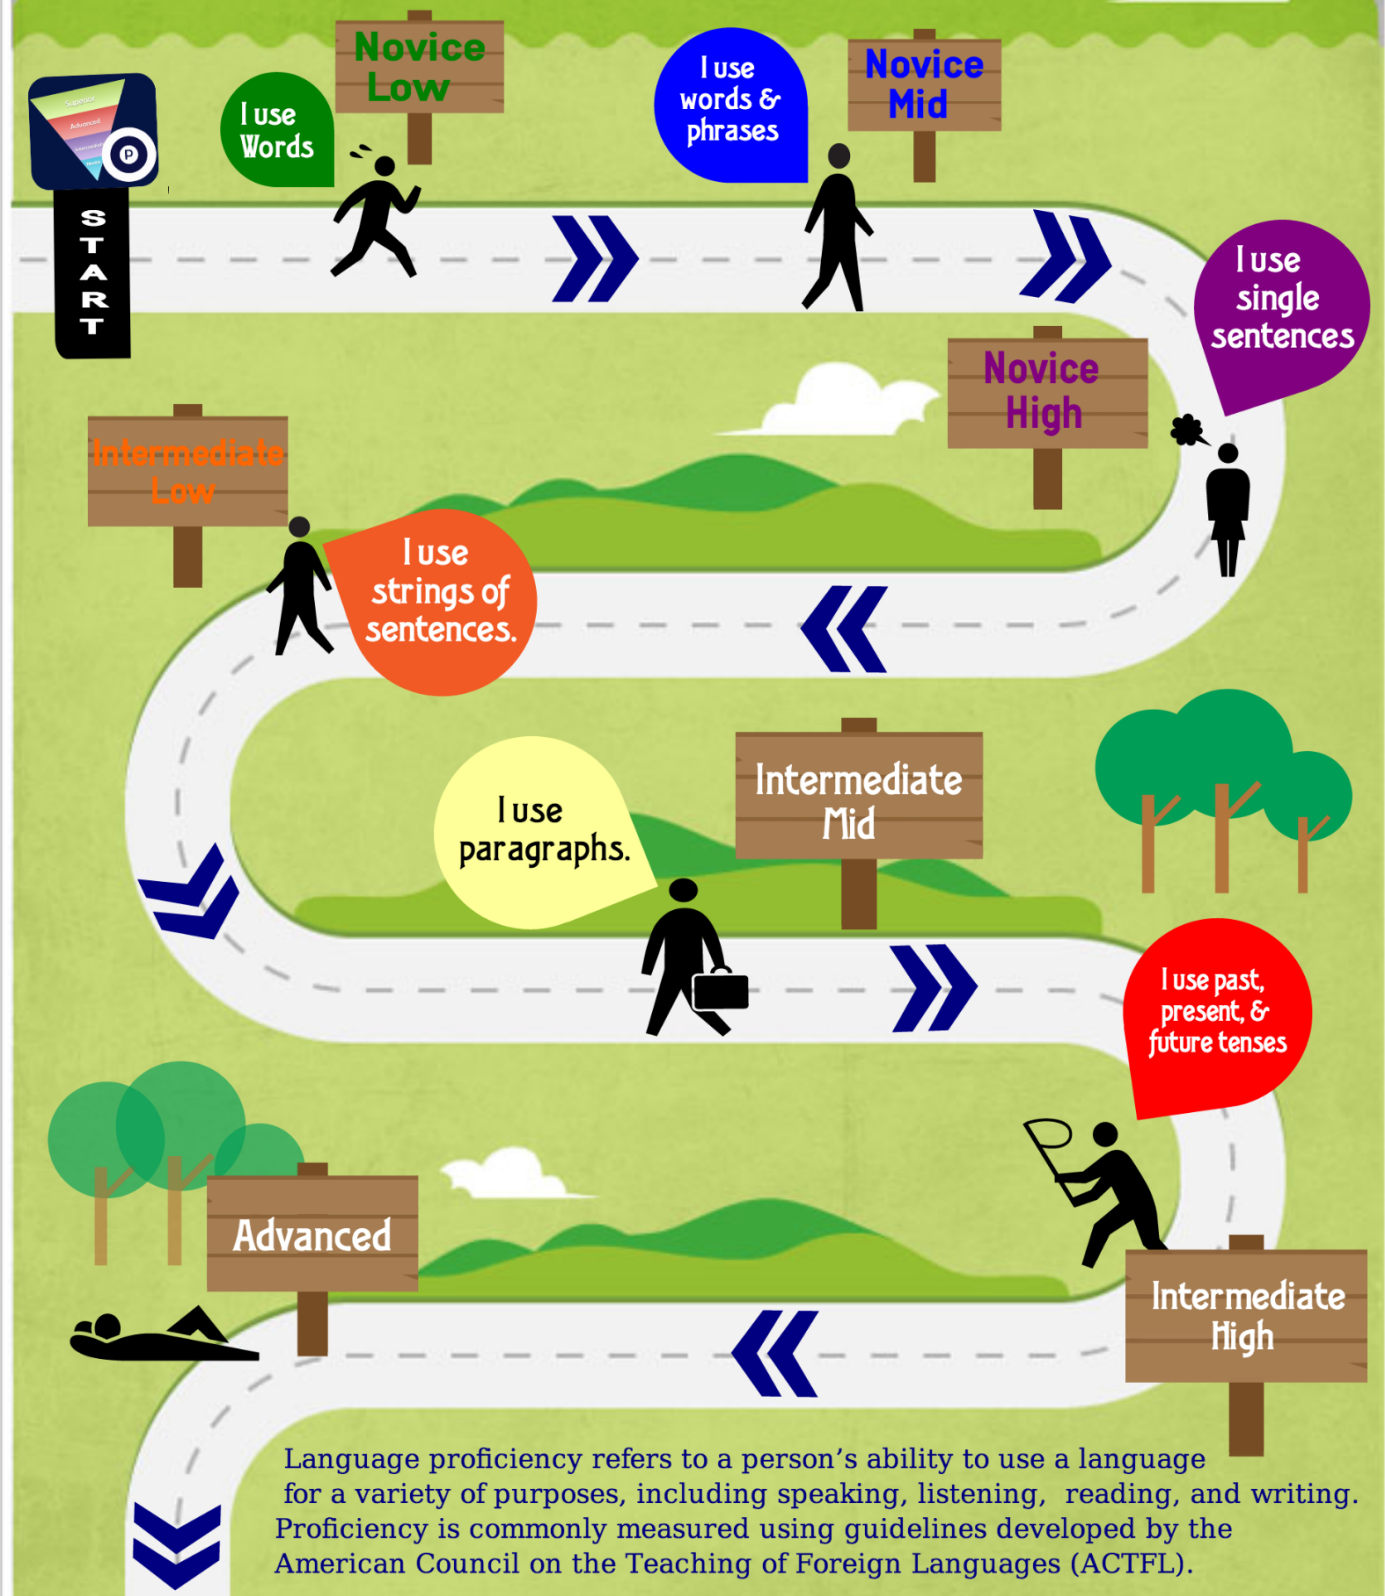 Superior
Advanced
P
START
I use
Words
Novice
Low
I use
words &
phrases
Novice
Mid
I use
single
sentences
Novice
High
Intermediate
Low
I use
strings of
sentences.
I use
paragraphs.
Intermediate
Mid
I use past,
present, &
future tenses
Intermediate
High
Advanced
Language proficiency refers to a person’s ability to use a language
for a variety of purposes, including speaking, listening, reading, and writing.
Proficiency is commonly measured using guidelines developed by the
American Council on the Teaching of Foreign Languages (ACTFL).